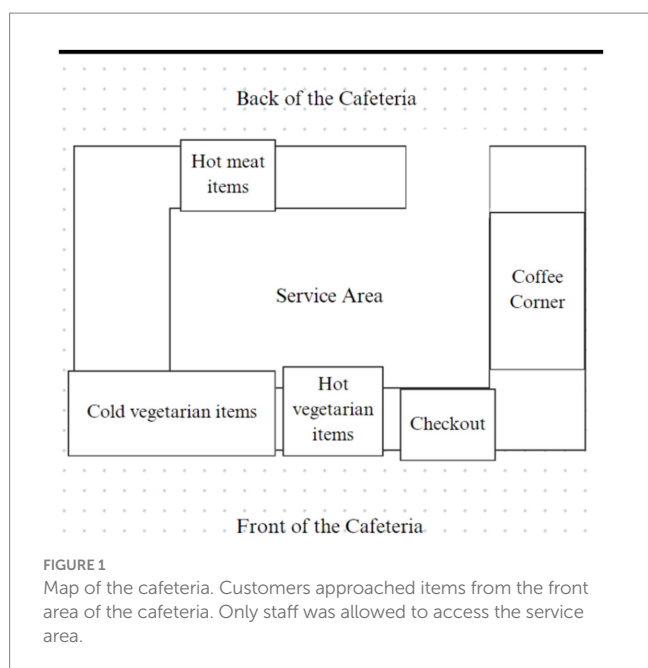 Back of the Cafeteria
Hot meat
items
Service Area
Coffee
Corner
Cold vegetarian items
Hot
vegetarian
items
Checkout
Front of the Cafeteria
FIGURE 1
Map of the cafeteria. Customers approached items from the front
area of the cafeteria. Only staff was allowed to access the service
area.